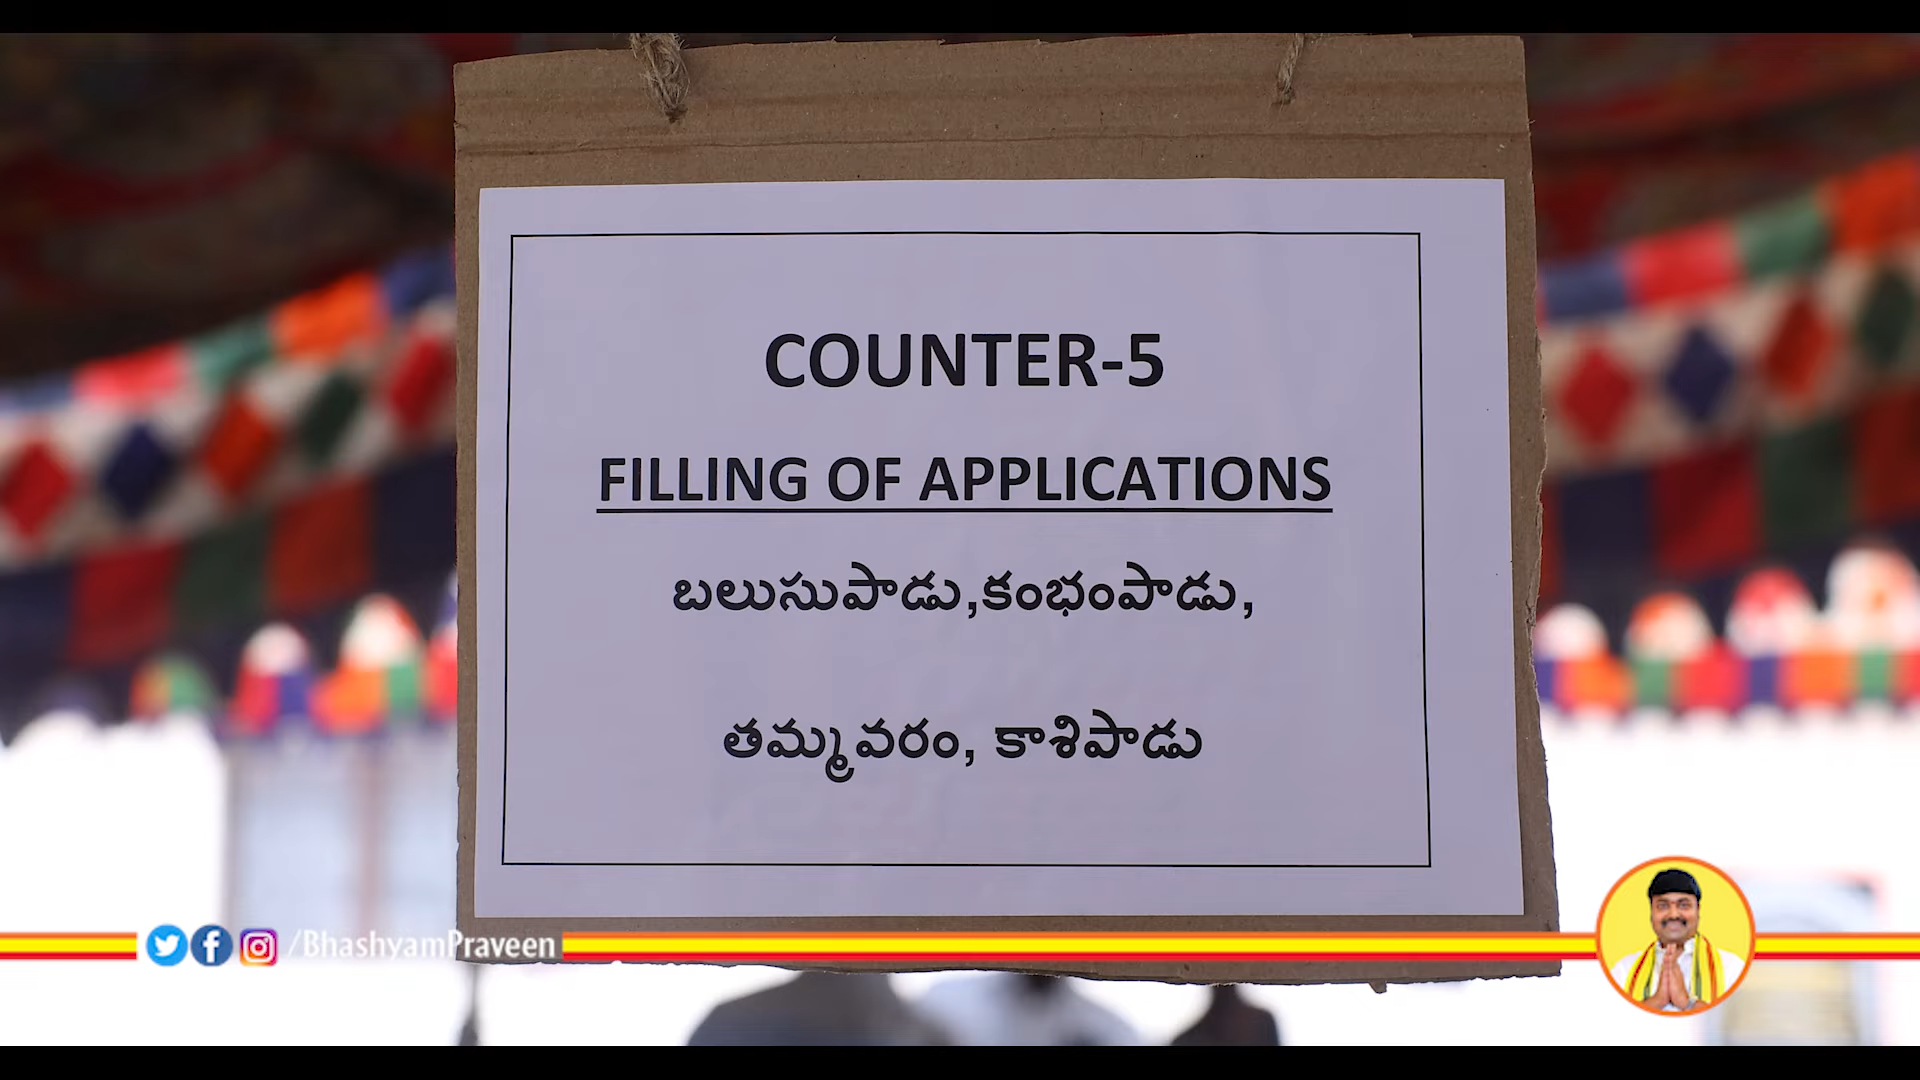 COUNTER-5
FILLING OF APPLICATIONS
బలుసుపాడు,కంభంపాడు,
తమ్మవరం, కాశిపాడు
/BhashyamPraveen